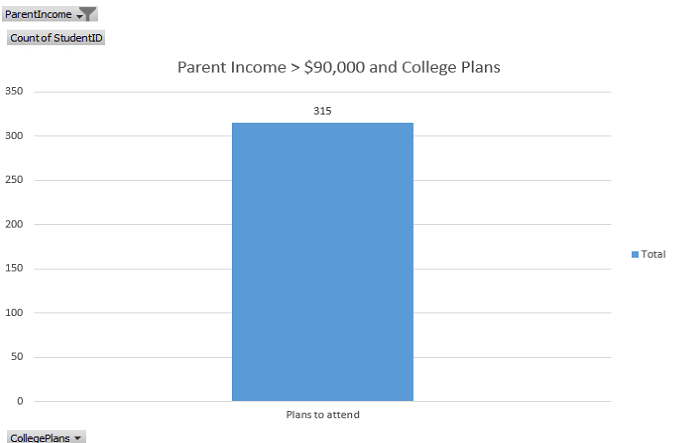 ParentIncome
Count of StudentID
Parent Income > $90,000 and College Plans
350
300
250
200
150
100
50
0
315
Total
Plans to attend
CollegePlans